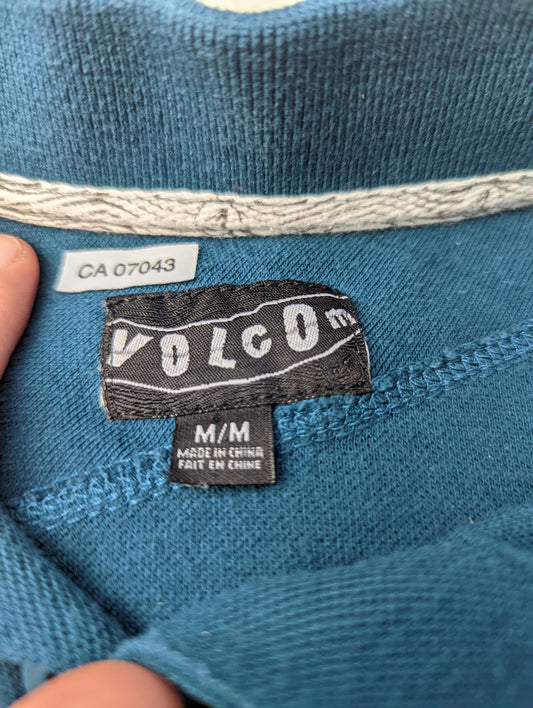 CA 07043
VOLCOm
M/M
MADE IN CHINA
FAIT EN CHINE